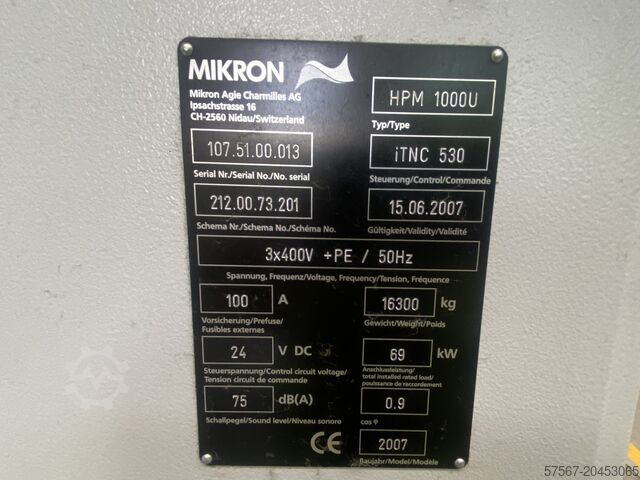 MIKRON
Mikron Agie Charmilles AG
Ipsachstrasse 16
CH-2560 Nidau/Switzerland
HPM 1000U
Typ/Type
107.51.00.013
Serial Nr./Serial No./No. serial
iTNC 530
Steuerung/Control/Commande
212.00.73.201
Schema Nr./Schema No./Schéma No.
15.06.2007
Gültigkeit/Validity/Validité
3x400V +PE / 50Hz
Spannung, Frequenz/Voltage, Frequency/Tension, Fréquence
100 A
Vorsicherung/Prefuse/
Fusibles externes
16300 kg
Gewicht/Weight/Poids
24 V DC
Steuerspannung/Control circuit voltage/
Tension circuit de commande
69 kW
Anschlussleistung/
total installed rated load/
pouissance de raccordement
75 dB(A)
Schallpegel/Sound level/Niveau sonore
0.9
cos φ
CE
2007
Baujahr/Model/Modèle
57567-20453065